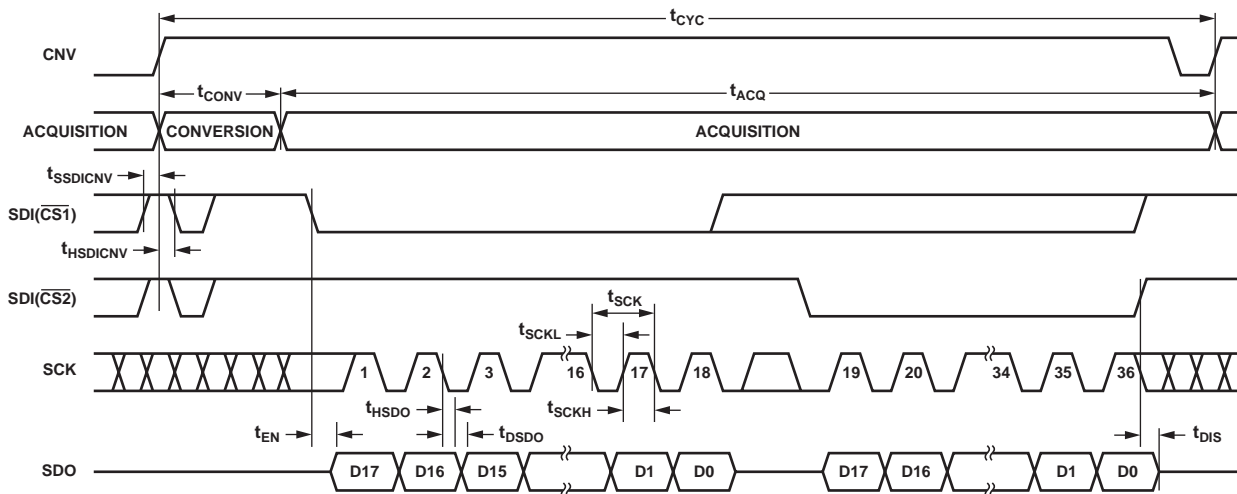 tCYC
CNV
tCONV
tACQ
ACQUISITION CONVERSION ACQUISITION
tSSDICNV
SDI(CS1)
tHSDICNV
SDI(CS2)
tSCK
tSCKL
SCK 1 2 3 16 17 18 19 20 34 35 36
tHSDO tSCKH
tEN tDSDO tDIS
SDO D17 D16 D15 D1 D0 D17 D16 D1 D0